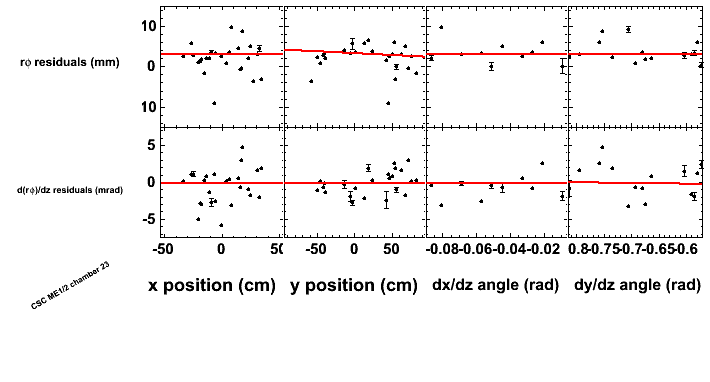 10
rϕ residuals (mm)
0
10
5
d(rϕ)/dz residuals (mrad)
0
-5
-50 0 50 -50 0 50 -0.08-0.06-0.04-0.02 0.8-0.75-0.7-0.65-0.6
x position (cm) y position (cm) dx/dz angle (rad) dy/dz angle (rad)
CSC ME1/2 chamber 23